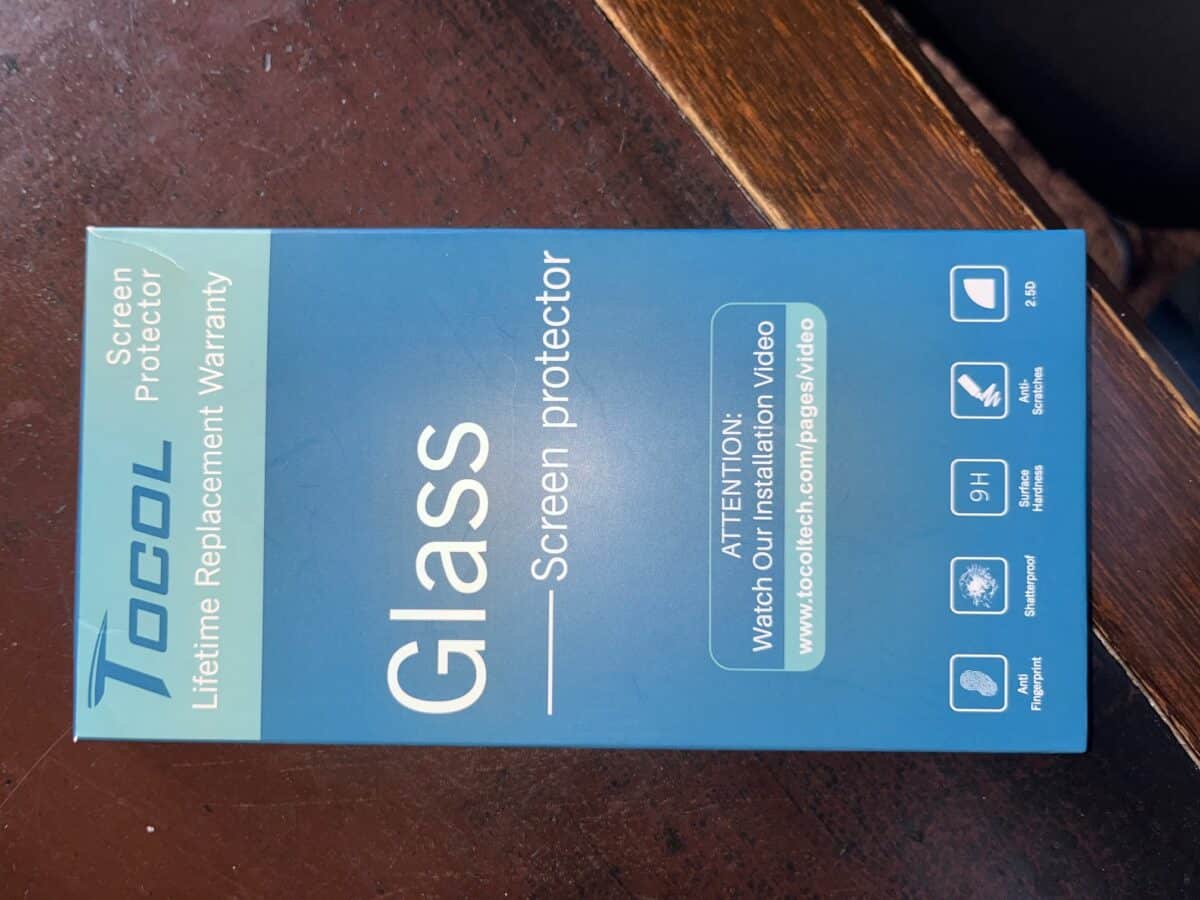 TOCOL
Screen
Protector
Lifetime Replacement Warranty
Glass
Screen protector
ATTENTION:
Watch Our Installation Video
www.tocoltech.com/pages/video
9H
Anti
Fingerprint
Shatterproof
Surface
Hardness
Anti-
Scratches
2.5D